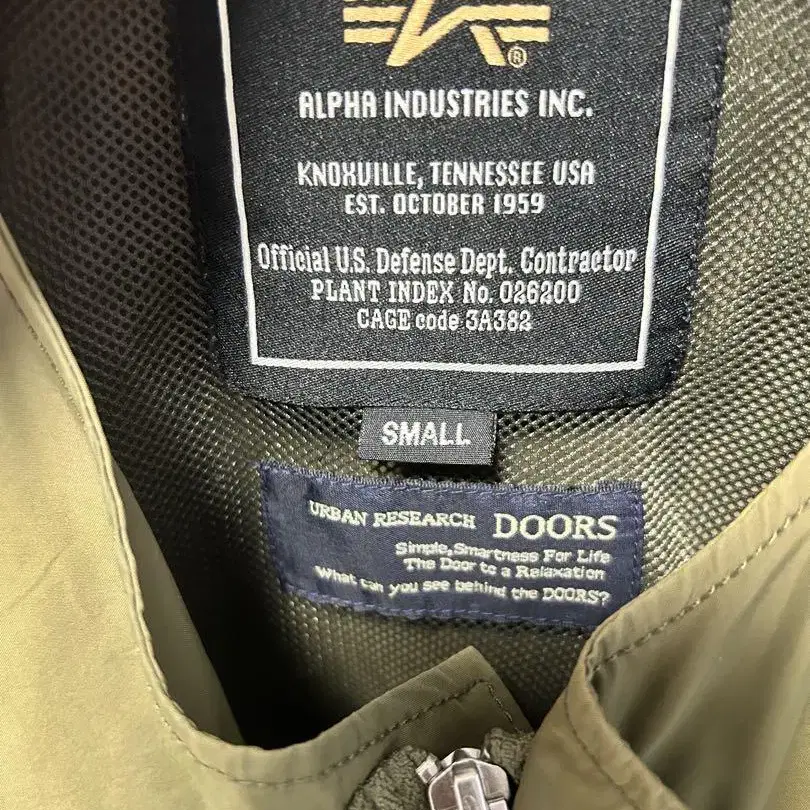 ®
ALPHA INDUSTRIES INC.
KNOXVILLE, TENNESSEE USA
EST. OCTOBER 1959
Official U.S. Defense Dept. Contractor
PLANT INDEX No. 026200
CAGE code 3A382
SMALL
URBAN RESEARCH DOORS
Simple, Smartness For Life
The Door to a Relaxation
What can you see behind the DOORS?